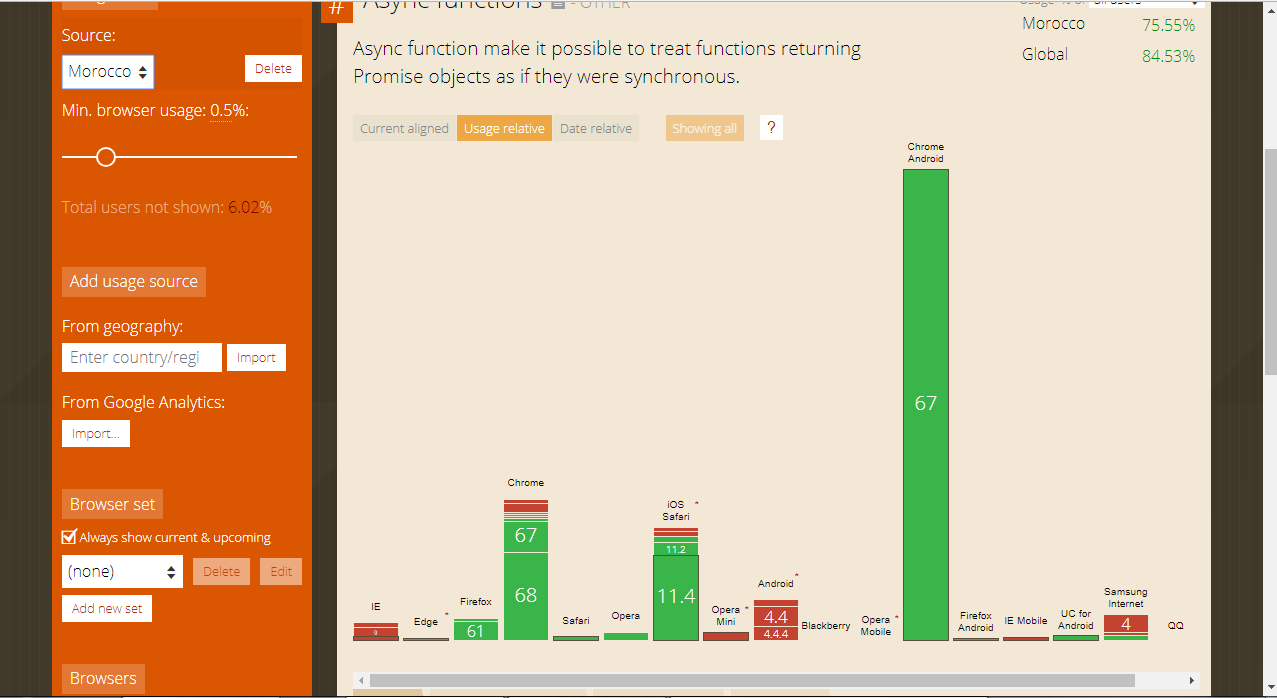 Source:
Morocco
Delete
Min. browser usage: 0.5%:
Total users not shown: 6.02%
Add usage source
From geography:
Enter country/regi
Import
From Google Analytics:
Import...
Browser set
Always show current & upcoming
(none)
Delete
Edit
Add new set
Browsers
#
Async functions
- OTHER
Morocco 75.55%
Global 84.53%
Async function make it possible to treat functions returning
Promise objects as if they were synchronous.
Current aligned
Usage relative
Date relative
Showing all
?
IE
9
Edge *
Firefox
61
Chrome
67
68
Safari
Opera
iOS *
Safari
11.2
11.4
Opera *
Mini
Android *
4.4
4.4.4
Blackberry
Opera *
Mobile
Chrome
Android
67
Firefox
Android
IE Mobile
UC for
Android
Samsung
Internet
4
QQ